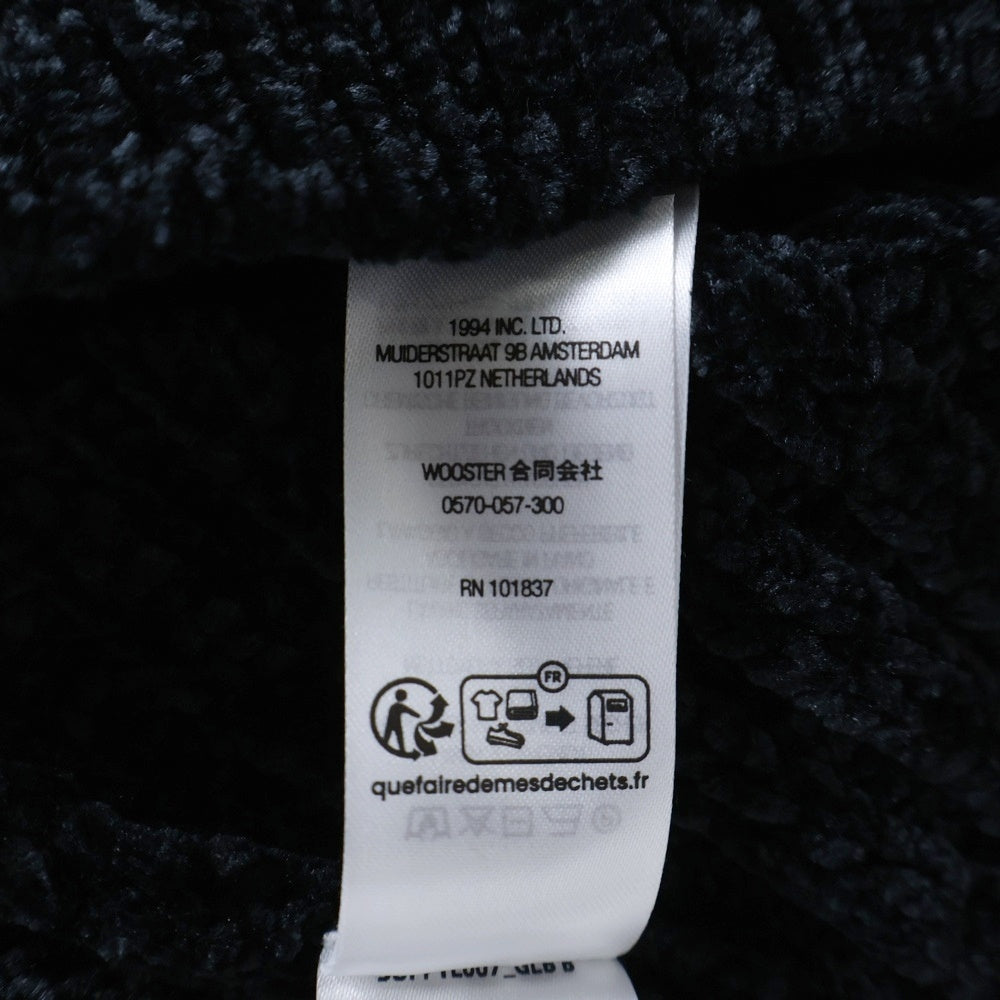 1994 INC. LTD.
MUIDERSTRAAT 9B AMSTERDAM
1011PZ NETHERLANDS
WOOSTER 合同会社
0570-057-300
RN 101837
FR
quefairedemesdechets.fr